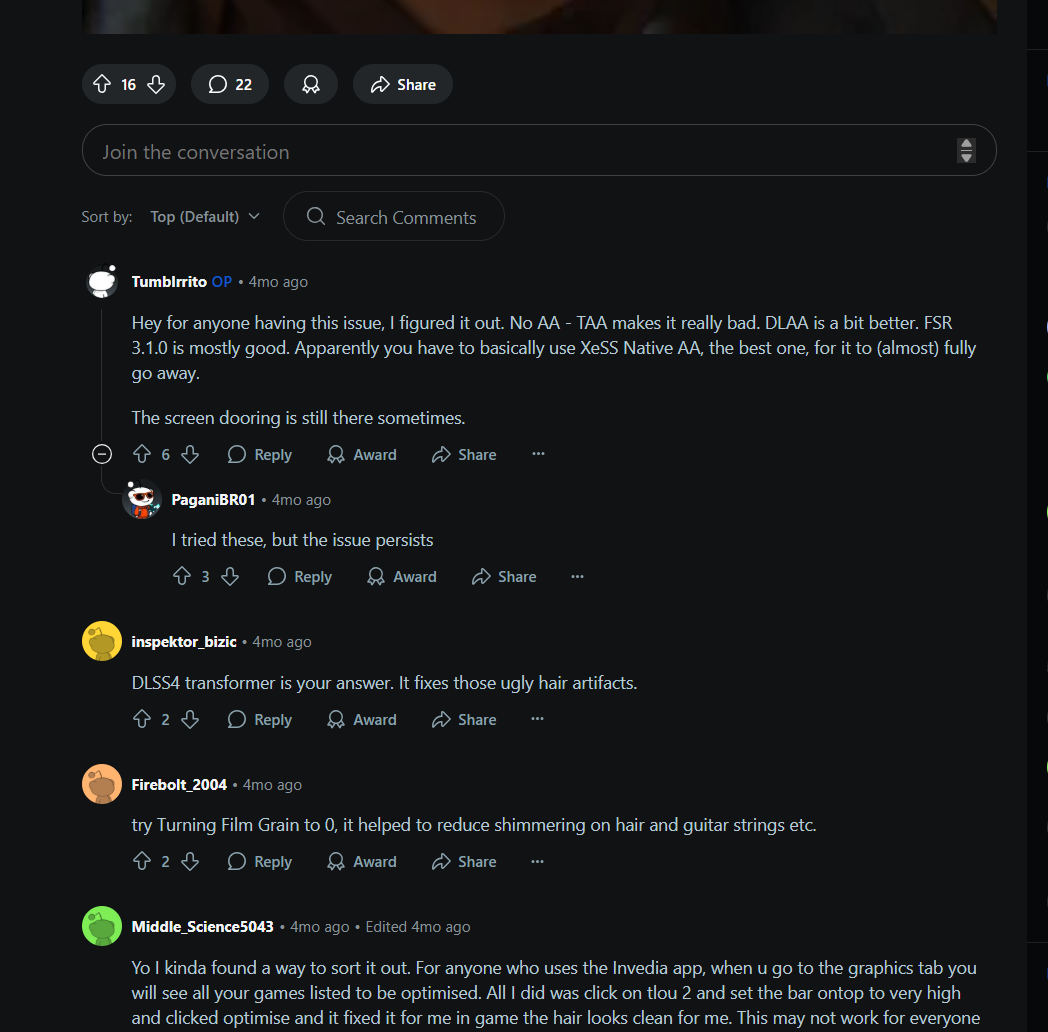 16 22 Share
Join the conversation
Sort by: Top (Default) Search Comments
Tumblrrito OP • 4mo ago
Hey for anyone having this issue, I figured it out. No AA - TAA makes it really bad. DLAA is a bit better. FSR
3.1.0 is mostly good. Apparently you have to basically use XeSS Native AA, the best one, for it to (almost) fully
go away.
The screen dooring is still there sometimes.
6 Reply Award Share ...
PaganiBR01 • 4mo ago
I tried these, but the issue persists
3 Reply Award Share ...
inspektor_bizic • 4mo ago
DLSS4 transformer is your answer. It fixes those ugly hair artifacts.
2 Reply Award Share ...
Firebolt_2004 • 4mo ago
try Turning Film Grain to 0, it helped to reduce shimmering on hair and guitar strings etc.
2 Reply Award Share ...
Middle_Science5043 • 4mo ago • Edited 4mo ago
Yo I kinda found a way to sort it out. For anyone who uses the Invedia app, when u go to the graphics tab you
will see all your games listed to be optimised. All I did was click on tlou 2 and set the bar ontop to very high
and clicked optimise and it fixed it for me in game the hair looks clean for me. This may not work for everyone